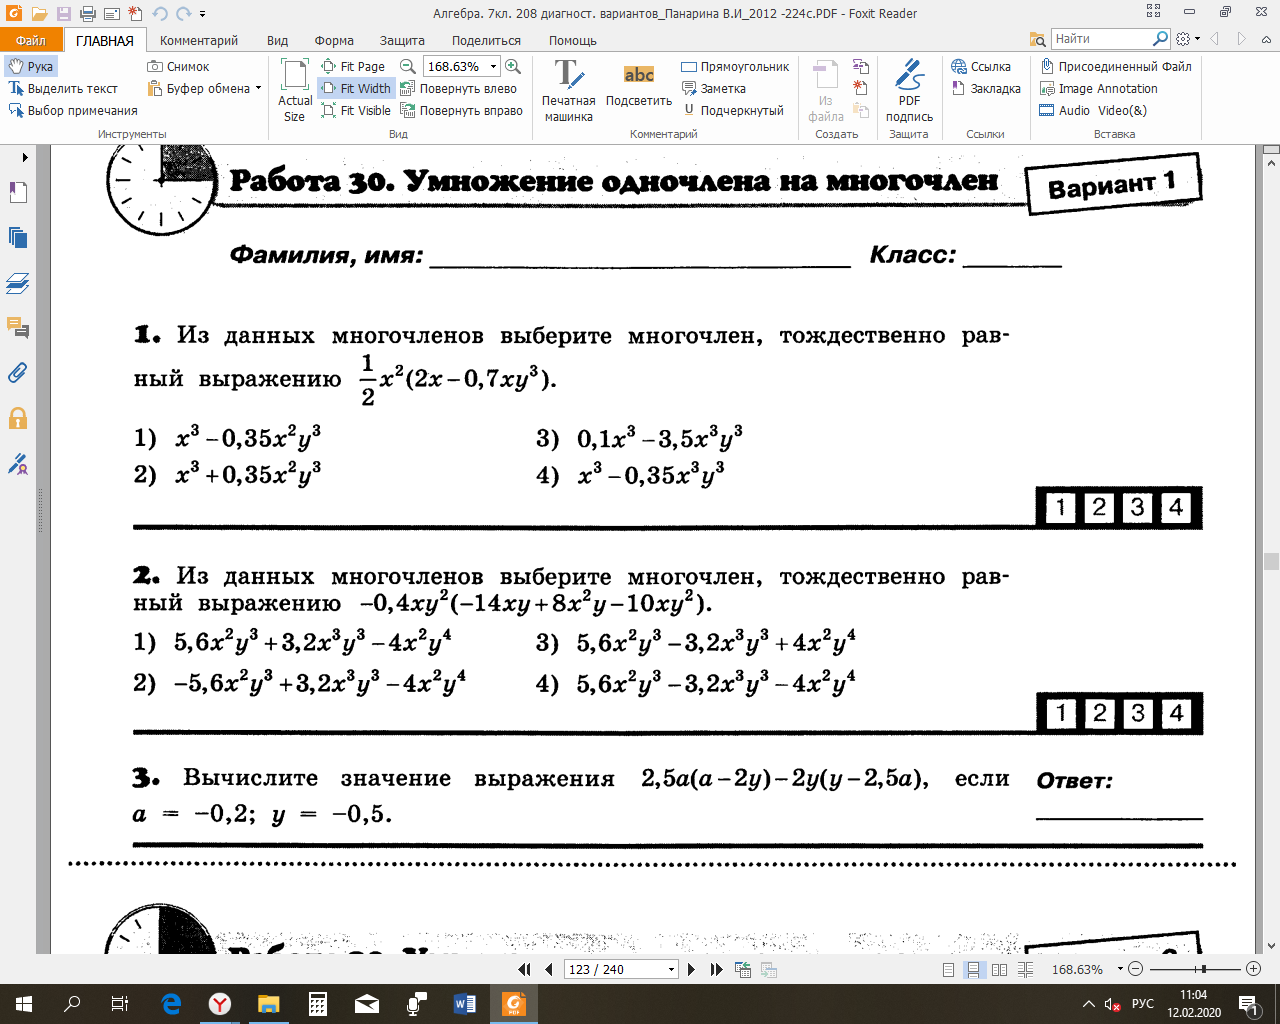 Алгебра. 7кл. 208 диагност. вариантов_Панарина В.И_2012 -224с.PDF - Foxit Reader
Файл ГЛАВНАЯ Комментарий Вид Форма Защита Поделиться Помощь Найти
Рука Снимок Fit Page 168.63% Прямоугольник Ссылка Присоединенный Файл
Выделить текст Буфер обмена Fit Width Повернуть влево Заметка Закладка Image Annotation
Выбор примечания Actual Size Fit Visible Повернуть вправо Печатная машинка Подсветить Подчеркнутый Из файла PDF подпись Audio Video(&)
Инструменты Вид Комментарий Создать Защита Ссылки Вставка
Работа 30. Умножение одночлена на многочлен Вариант 1
Фамилия, имя: Класс:
1. Из данных многочленов выберите многочлен, тождественно рав-
ный выражению 1/2 x²(2x – 0,7xy³).
1) x³ – 0,35x²y³ 3) 0,1x³ – 3,5x³y³
2) x³ + 0,35x²y³ 4) x³ – 0,35x³y³
1 2 3 4
2. Из данных многочленов выберите многочлен, тождественно рав-
ный выражению –0,4xy²(–14xy + 8x²y – 10xy²).
1) 5,6x²y³ + 3,2x³y³ – 4x²y⁴ 3) 5,6x²y³ – 3,2x³y³ + 4x²y⁴
2) –5,6x²y³ + 3,2x³y³ – 4x²y⁴ 4) 5,6x²y³ – 3,2x³y³ – 4x²y⁴
1 2 3 4
3. Вычислите значение выражения 2,5a(a – 2y) – 2y(y – 2,5a), если Ответ:
a = –0,2; y = –0,5.
123 / 240 168.63%
РУС 11:04
12.02.2020